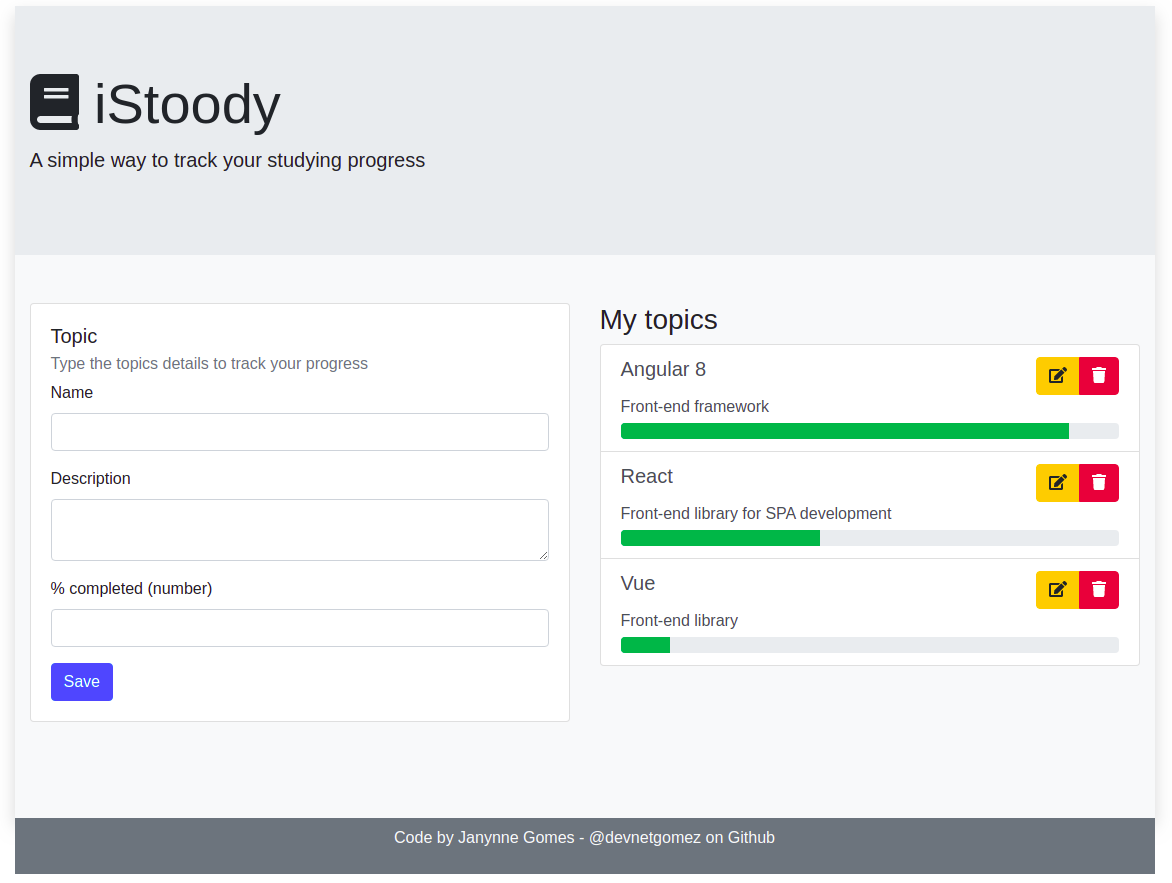 iStoody
A simple way to track your studying progress
Topic
Type the topics details to track your progress
Name
Description
% completed (number)
Save
My topics
Angular 8
Front-end framework
React
Front-end library for SPA development
Vue
Front-end library
Code by Janynne Gomes - @devnetgomez on Github